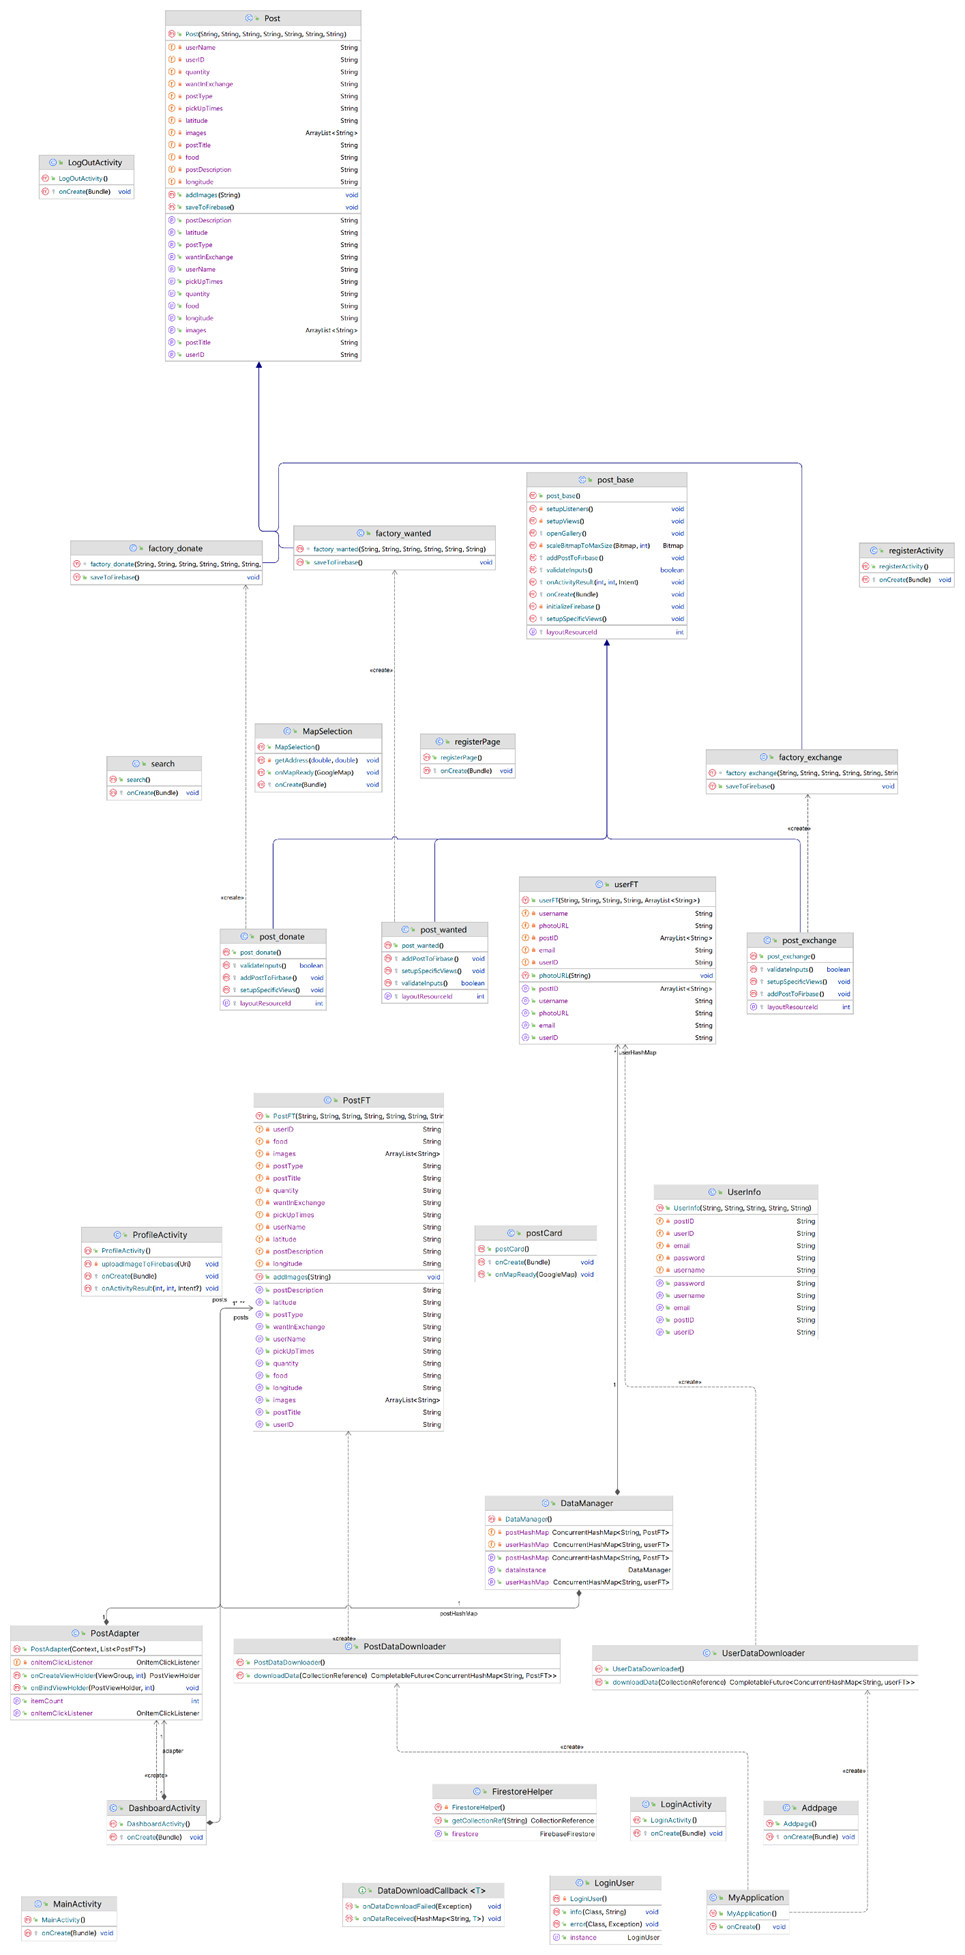 Post
Post(String, String, String, String, String, String)
userName String
userID String
quantity String
wantInExchange String
postType String
pickUpTimes String
latitude String
images ArrayList<String>
postTitle String
food String
postDescription String
longitude String
addImages(String) void
saveToFirebase() void
postDescription String
latitude String
postType String
wantInExchange String
userName String
pickUpTimes String
quantity String
food String
longitude String
images ArrayList<String>
postTitle String
userID String
LogOutActivity
LogOutActivity()
onCreate(Bundle) void
factory_donate
factory_donate(String, String, String, String, String, String,
saveToFirebase() void
factory_wanted
factory_wanted(String, String, String, String, String, String)
saveToFirebase() void
post_base
post_base()
setupListeners() void
setupViews() void
openGallery() void
scaleBitmapToMaxSize(Bitmap, int) Bitmap
addPostToFirbase() void
validateInputs() boolean
onActivityResult(int, int, Intent) void
onCreate(Bundle) void
initializeFirebase() void
setupSpecificViews() void
layoutResourceId int
registerActivity
registerActivity()
onCreate(Bundle) void
«create»
MapSelection
MapSelection()
getAddress(double, double) void
onMapReady(GoogleMap) void
onCreate(Bundle) void
registerPage
registerPage()
onCreate(Bundle) void
search
search()
onCreate(Bundle) void
factory_exchange
factory_exchange(String, String, String, String, String, Strin
saveToFirebase() void
«create»
«create»
userFT
userFT(String, String, String, String, ArrayList<String>)
username String
photoURL String
postID ArrayList<String>
email String
userID String
photoURL(String) void
postID ArrayList<String>
username String
photoURL String
email String
userID String
post_donate
post_donate()
validateInputs() boolean
addPostToFirbase() void
setupSpecificViews() void
layoutResourceId int
post_wanted
post_wanted()
addPostToFirbase() void
setupSpecificViews() void
validateInputs() boolean
layoutResourceId int
post_exchange
post_exchange()
validateInputs() boolean
setupSpecificViews() void
addPostToFirbase() void
layoutResourceId int
* userHashMap
PostFT
PostFT(String, String, String, String, String, String, Strin
userID String
food String
images ArrayList<String>
postType String
postTitle String
quantity String
wantInExchange String
pickUpTimes String
userName String
latitude String
postDescription String
longitude String
addImages(String) void
postDescription String
latitude String
postType String
wantInExchange String
userName String
pickUpTimes String
quantity String
food String
longitude String
images ArrayList<String>
postTitle String
userID String
UserInfo
UserInfo(String, String, String, String, String)
postID String
userID String
email String
password String
username String
password String
username String
email String
postID String
userID String
ProfileActivity
ProfileActivity()
uploadImageToFirebase(Uri) void
onCreate(Bundle) void
onActivityResult(int, int, Intent?) void
postCard
postCard()
onCreate(Bundle) void
onMapReady(GoogleMap) void
posts
posts
«create»
1
DataManager
DataManager()
postHashMap ConcurrentHashMap<String, PostFT>
userHashMap ConcurrentHashMap<String, userFT>
postHashMap ConcurrentHashMap<String, PostFT>
dataInstance DataManager
userHashMap ConcurrentHashMap<String, userFT>
1
postHashMap
1
PostAdapter
PostAdapter(Context, List<PostFT>)
onItemClickListener OnItemClickListener
onCreateViewHolder(ViewGroup, int) PostViewHolder
onBindViewHolder(PostViewHolder, int) void
itemCount int
onItemClickListener OnItemClickListener
«create»
PostDataDownloader
PostDataDownloader()
downloadData(CollectionReference) CompletableFuture<ConcurrentHashMap<String, PostFT>>
UserDataDownloader
UserDataDownloader()
downloadData(CollectionReference) CompletableFuture<ConcurrentHashMap<String, userFT>>
1
adapter
«create»
1
«create»
«create»
DashboardActivity
DashboardActivity()
onCreate(Bundle) void
FirestoreHelper
FirestoreHelper()
getCollectionRef(String) CollectionReference
firestore FirebaseFirestore
LoginActivity
LoginActivity()
onCreate(Bundle) void
Addpage
Addpage()
onCreate(Bundle) void
MainActivity
MainActivity()
onCreate(Bundle) void
DataDownloadCallback <T>
onDataDownloadFailed(Exception) void
onDataReceived(HashMap<String, T>) void
LoginUser
LoginUser()
info(Class, String) void
error(Class, Exception) void
instance LoginUser
MyApplication
MyApplication()
onCreate() void